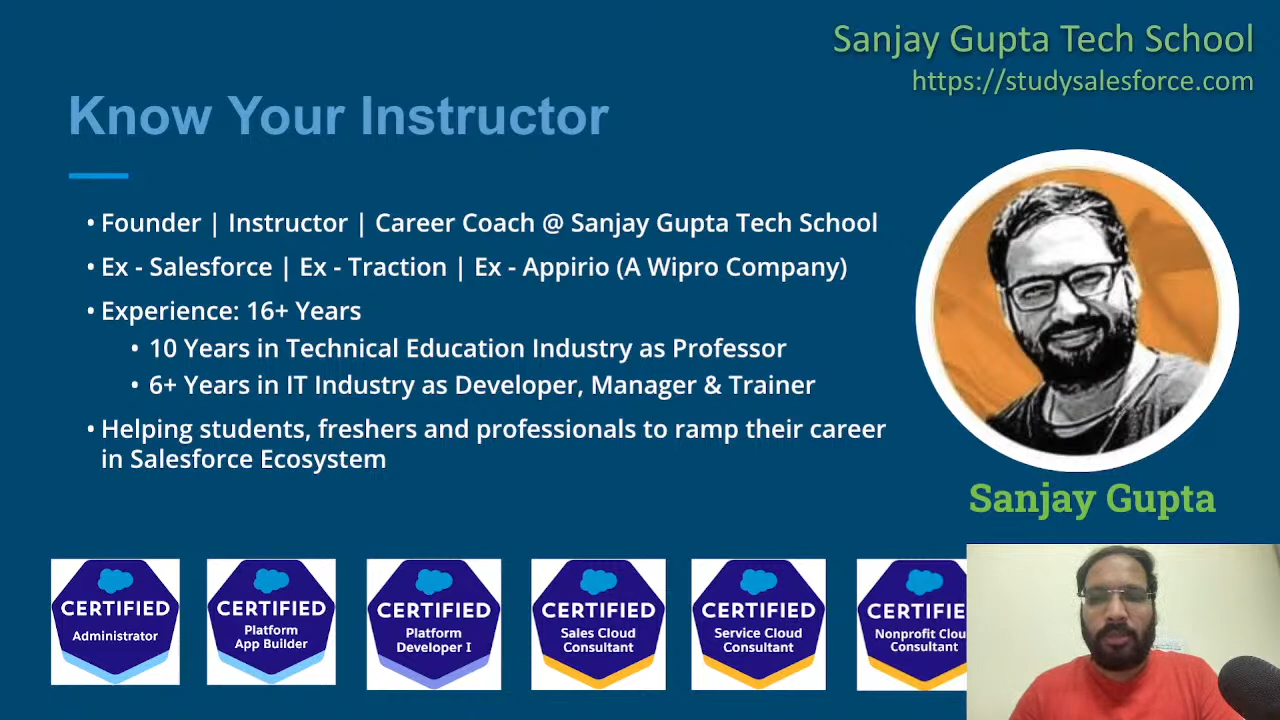 Sanjay Gupta Tech School
https://studysalesforce.com
Know Your Instructor
• Founder | Instructor | Career Coach @ Sanjay Gupta Tech School
• Ex - Salesforce | Ex - Traction | Ex - Appirio (A Wipro Company)
• Experience: 16+ Years
• 10 Years in Technical Education Industry as Professor
• 6+ Years in IT Industry as Developer, Manager & Trainer
• Helping students, freshers and professionals to ramp their career
in Salesforce Ecosystem
Sanjay Gupta
CERTIFIED
Administrator
CERTIFIED
Platform
App Builder
CERTIFIED
Platform
Developer I
CERTIFIED
Sales Cloud
Consultant
CERTIFIED
Service Cloud
Consultant
CERTIFIED
Nonprofit Clou
Consultant